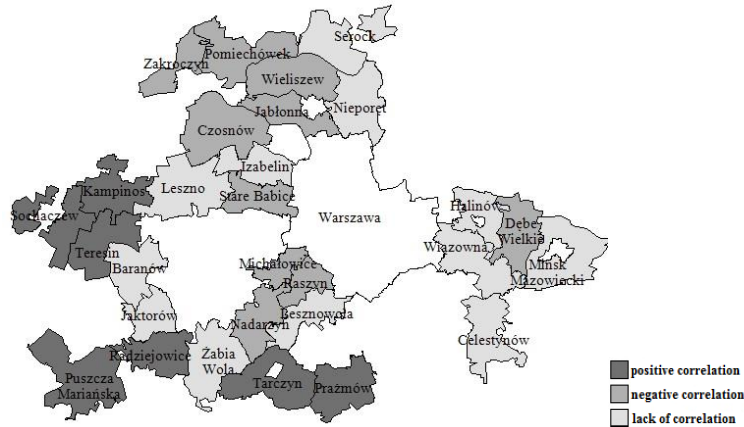 Serock
Pomiechówek
Zakroczyn
Wieliszew
Jabłonna
Nieporęt
Czosnów
Izabelin
Leszno
Kampinos
Stare Babice
Sochaczew
Warszawa
Halinów
Dębe
Wielkie
Teresin
Baranów
Wiązowna
Mińsk
Mazowiecki
Michałowice
Raszyn
Jaktorów
Lesznowola
Nadarzyn
Celestynów
Radziejowice
Żabia
Wola
Puszcza
Mariańska
Tarczyn
Prażmów
positive correlation
negative correlation
lack of correlation